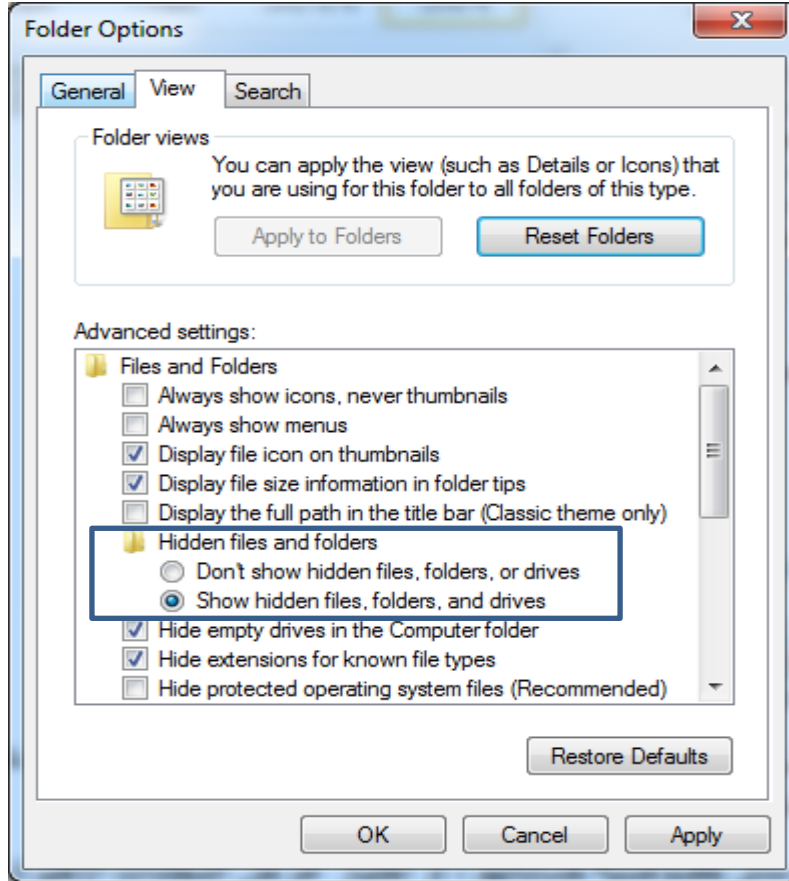 Folder Options
General View Search
Folder views
You can apply the view (such as Details or Icons) that
you are using for this folder to all folders of this type.
Apply to Folders Reset Folders
Advanced settings:
Files and Folders
Always show icons, never thumbnails
Always show menus
Display file icon on thumbnails
Display file size information in folder tips
Display the full path in the title bar (Classic theme only)
Hidden files and folders
Don't show hidden files, folders, or drives
Show hidden files, folders, and drives
Hide empty drives in the Computer folder
Hide extensions for known file types
Hide protected operating system files (Recommended)
Restore Defaults
OK Cancel Apply